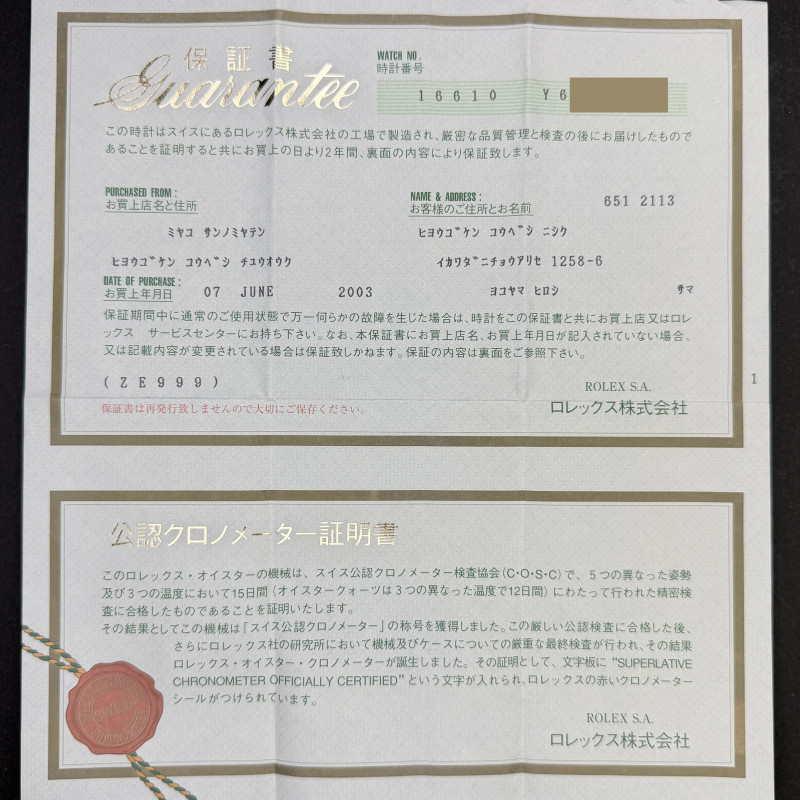 保証書
Guarantee
WATCH NO.
時計番号
16610 Y6
この時計はスイスにあるロレックス株式会社の工場で製造され、厳密な品質管理と検査の後にお届けしたもので
あることを証明すると共にお買上の日より2年間、裏面の内容により保証致します。
PURCHASED FROM:
お買上店名と住所
NAME & ADDRESS:
お客様のご住所とお名前
651 2113
ミヤコ サンノミヤテン
ヒヨウゴケン コウベシ ニシク
ヒヨウゴケン コウベシ チユウオウク
イカワダニチョウアリセ 1258-6
DATE OF PURCHASE:
お買上年月日
07 JUNE 2003
ヨコヤマ ヒロシ サマ
保証期間中に通常のご使用状態で万一何らかの故障を生じた場合は、時計をこの保証書と共にお買上店又はロレ
ックス サービスセンターにお持ち下さい。なお、本保証書にお買上店名、お買上年月日が記入されていない場合、
又は記載内容が変更されている場合は保証致しかねます。保証の内容は裏面をご参照下さい。
(ZE999)
ROLEX S.A.
保証書は再発行致しませんので大切にご保存ください。
ロレックス株式会社
1
公認クロノメーター証明書
このロレックス・オイスターの機械は、スイス公認クロノメーター検査協会(C・O・S・C)で、5つの異なった姿勢
及び3つの温度において15日間(オイスタークォーツは3つの異なった温度で12日間)にわたって行われた精密検
査に合格したものであることを証明いたします。
その結果としてこの機械は「スイス公認クロノメーター」の称号を獲得しました。この厳しい公認検査に合格した後、
さらにロレックス社の研究所において機械及びケースについての厳重な最終検査が行われ、その結果
ロレックス・オイスター・クロノメーターが誕生しました。その証明として、文字板に“SUPERLATIVE
CHRONOMETER OFFICIALLY CERTIFIED”という文字が入れられ、ロレックスの赤いクロノメーター
シールがつけられています。
ROLEX S.A.
ロレックス株式会社